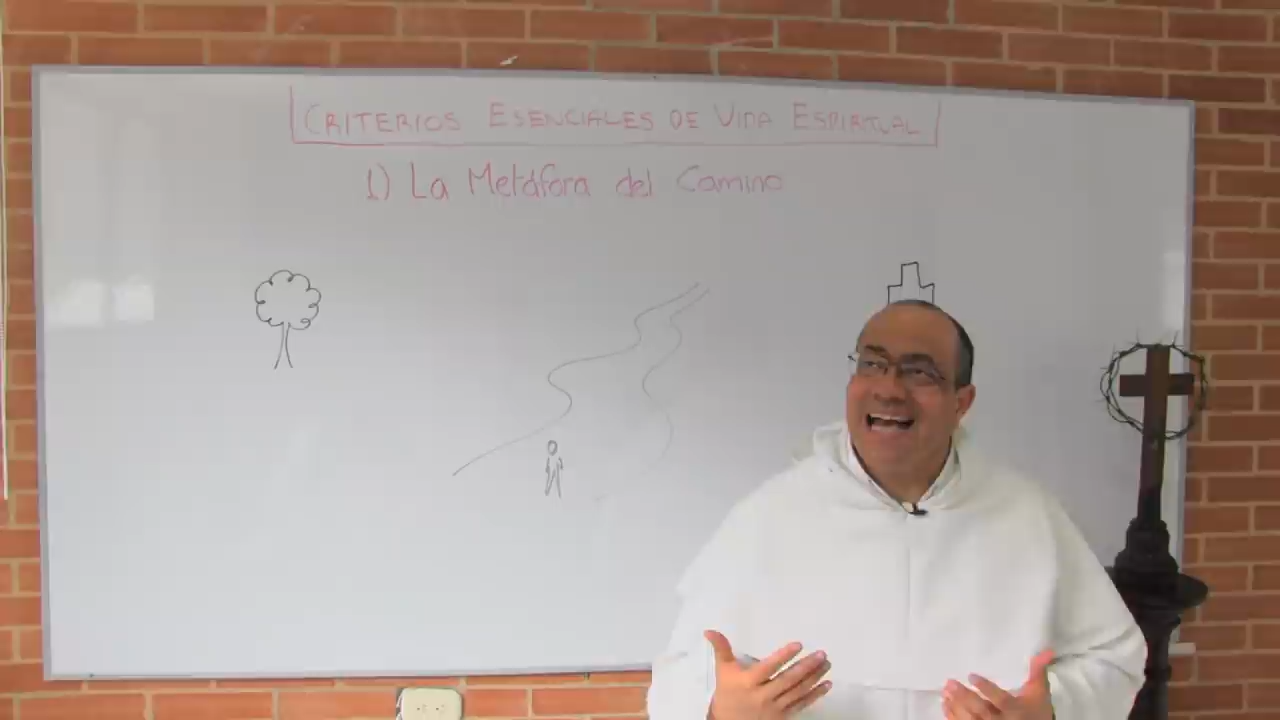 CRITERIOS ESENCIALES DE VIDA ESPIRITUAL
1) La Metáfora del Camino